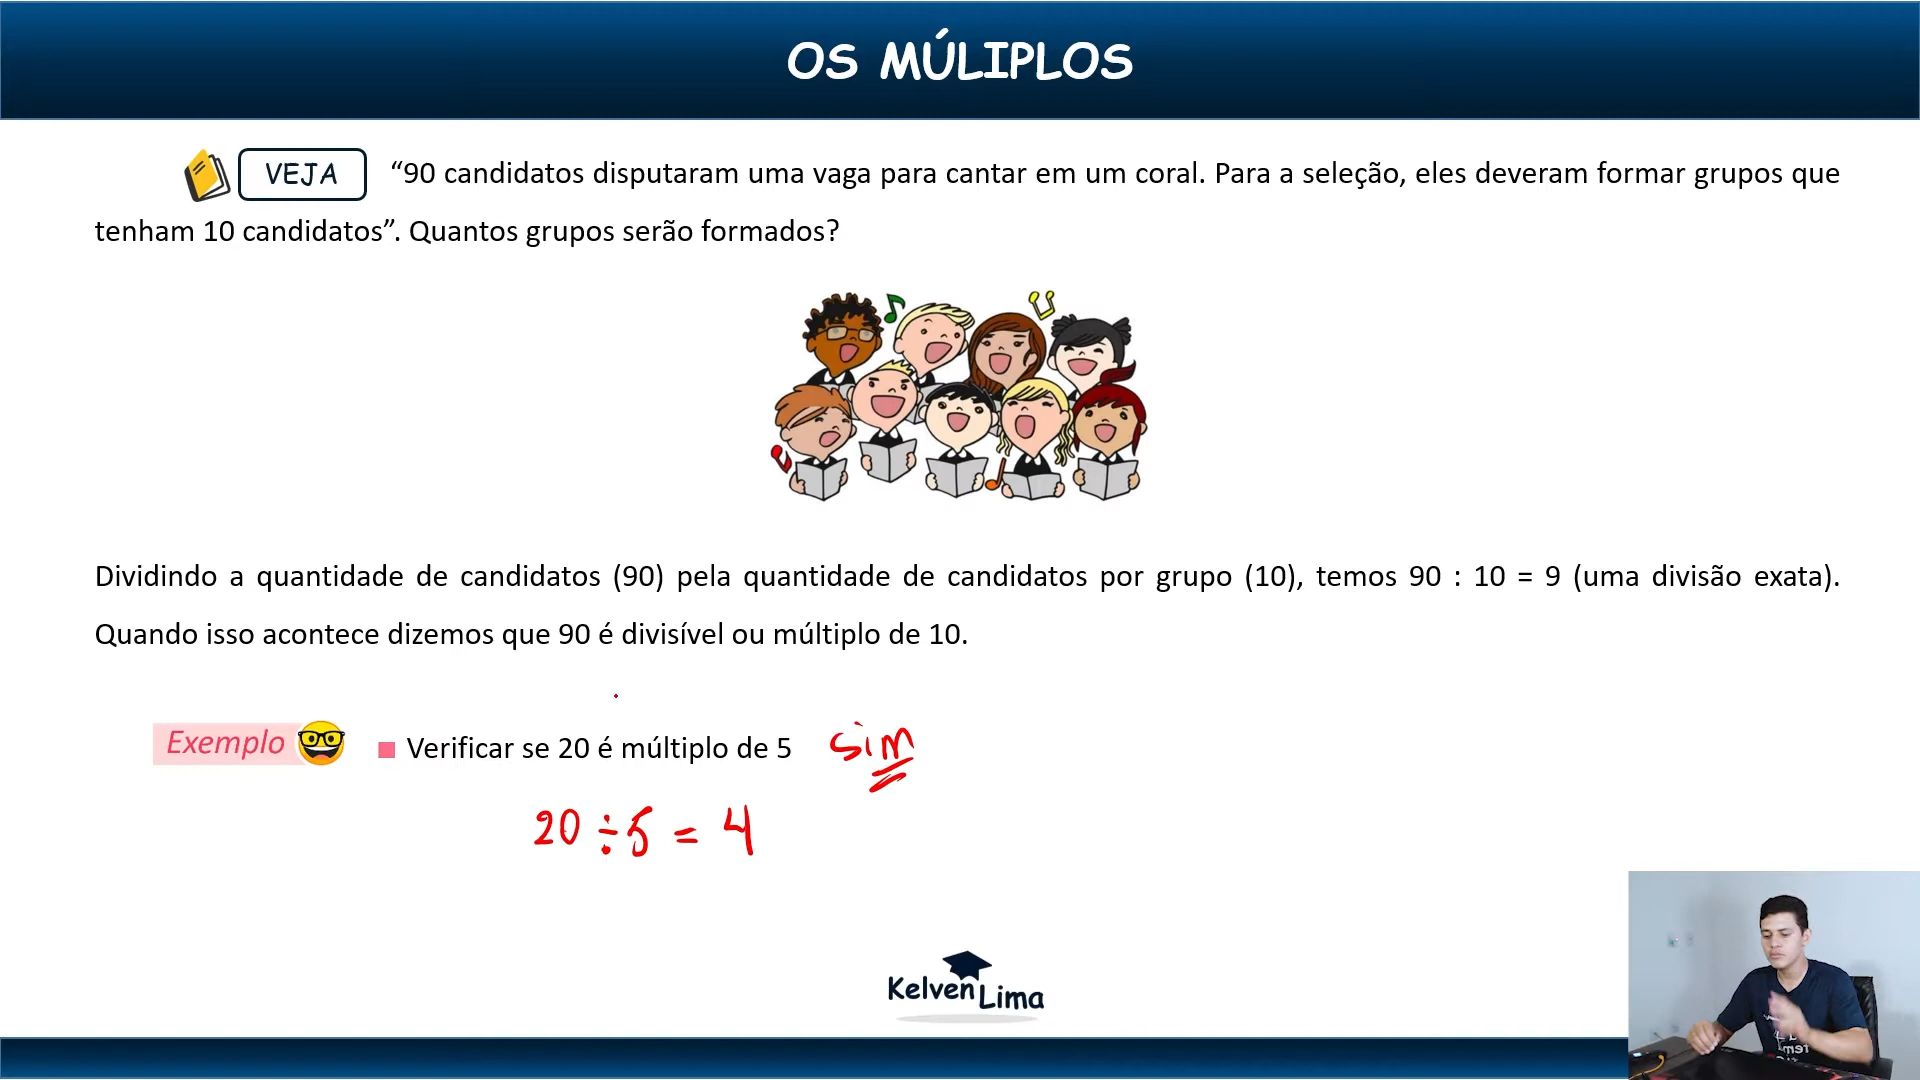 OS MÚLIPLOS
VEJA “90 candidatos disputaram uma vaga para cantar em um coral. Para a seleção, eles deveram formar grupos que
tenham 10 candidatos”. Quantos grupos serão formados?
Dividindo a quantidade de candidatos (90) pela quantidade de candidatos por grupo (10), temos 90 : 10 = 9 (uma divisão exata).
Quando isso acontece dizemos que 90 é divisível ou múltiplo de 10.
Exemplo Verificar se 20 é múltiplo de 5 sim
20 ÷ 5 = 4
Kelven Lima